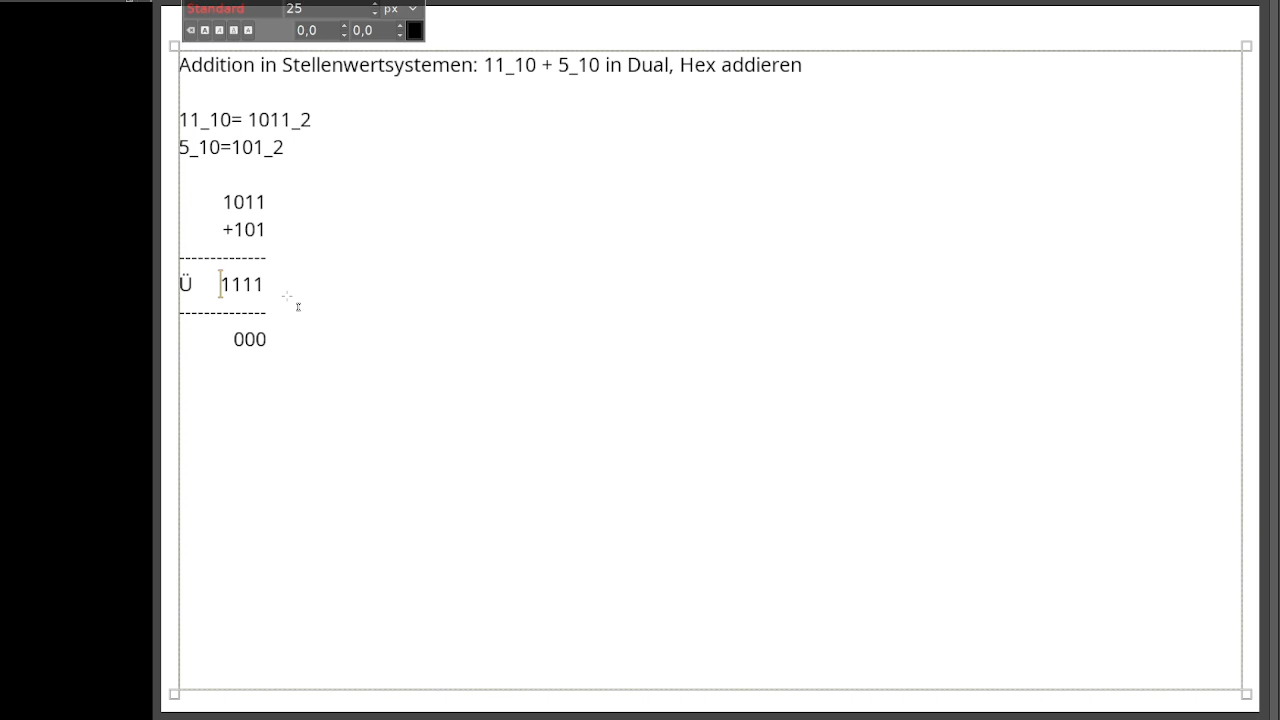 Standard 25 px
0,0 0,0
Addition in Stellenwertsystemen: 11_10 + 5_10 in Dual, Hex addieren
11_10= 1011_2
5_10=101_2
1011
+101
--------------
Ü 1111
--------------
000